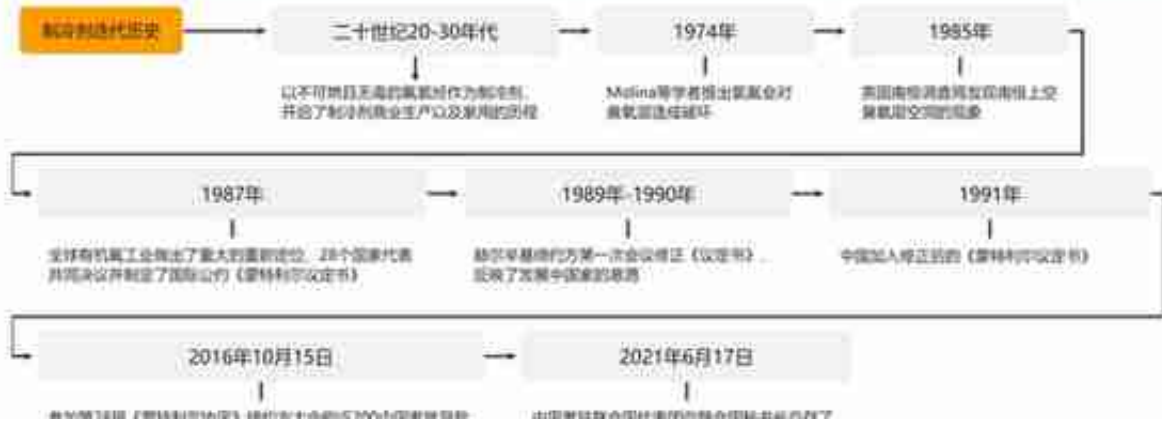 制冷剂迭代历史
二十世纪20-30年代
1974年
1985年
以不可燃且无毒的氟氯烃作为制冷剂,
开启了制冷剂商业生产以及家用的历程
Molina等学者提出氯氟会对
臭氧层造成破坏
英国南极调查局发现南极上空
臭氧层空洞的现象
1987年
1989年-1990年
1991年
全球有机氟工业做出了重大的重新定位, 28个国家代表
共同决议并制定了国际公约《蒙特利尔议定书》
赫尔辛基缔约方第一次会议修正《议定书》,
反映了发展中国家的意愿
中国加入修正后的《蒙特利尔议定书》
2016年10月15日
2021年6月17日